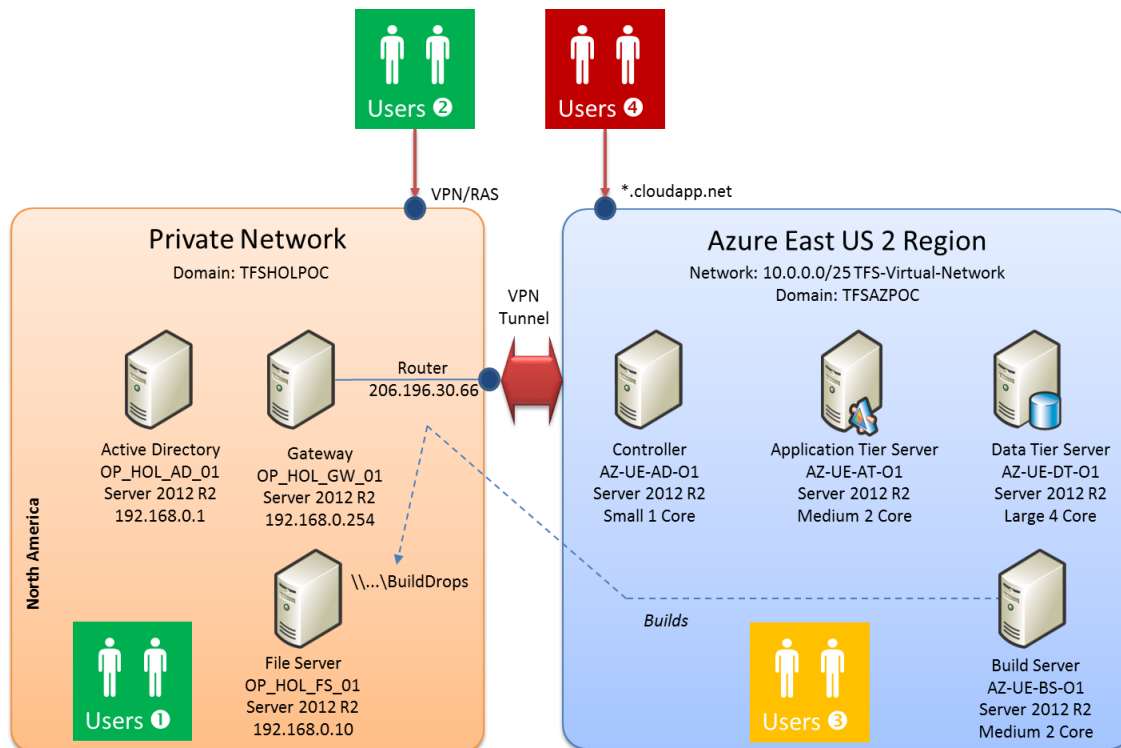 Users ❷
Users ❹
VPN/RAS
*.cloudapp.net
Private Network
Domain: TFSHOLPOC
Azure East US 2 Region
Network: 10.0.0.0/25 TFS-Virtual-Network
Domain: TFSAZPOC
VPN
Tunnel
Router
206.196.30.66
Active Directory
OP_HOL_AD_01
Server 2012 R2
192.168.0.1
Gateway
OP_HOL_GW_01
Server 2012 R2
192.168.0.254
Controller
AZ-UE-AD-O1
Server 2012 R2
Small 1 Core
Application Tier Server
AZ-UE-AT-O1
Server 2012 R2
Medium 2 Core
Data Tier Server
AZ-UE-DT-O1
Server 2012 R2
Large 4 Core
North America
\\...\BuildDrops
Builds
Users ❶
File Server
OP_HOL_FS_01
Server 2012 R2
192.168.0.10
Users ❸
Build Server
AZ-UE-BS-O1
Server 2012 R2
Medium 2 Core